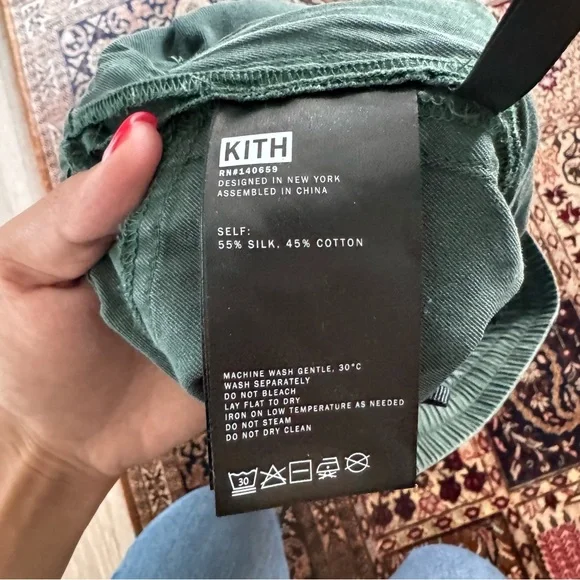 KITH
RN#140659
DESIGNED IN NEW YORK
ASSEMBLED IN CHINA
SELF:
55% SILK, 45% COTTON
MACHINE WASH GENTLE, 30°C
WASH SEPARATELY
DO NOT BLEACH
LAY FLAT TO DRY
IRON ON LOW TEMPERATURE AS NEEDED
DO NOT STEAM
DO NOT DRY CLEAN
30